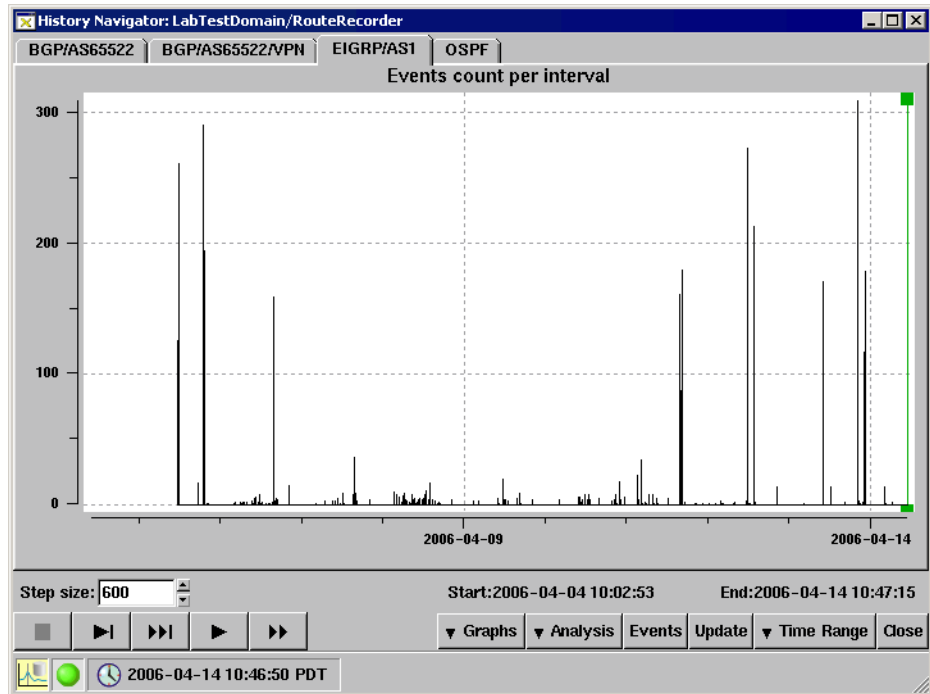 History Navigator: LabTestDomain/RouteRecorder
BGP/AS65522 BGP/AS65522/VPN EIGRP/AS1 OSPF
Events count per interval
300
200
100
0
2006-04-09 2006-04-14
Step size: 600 Start:2006-04-04 10:02:53 End:2006-04-14 10:47:15
Graphs Analysis Events Update Time Range Close
2006-04-14 10:46:50 PDT